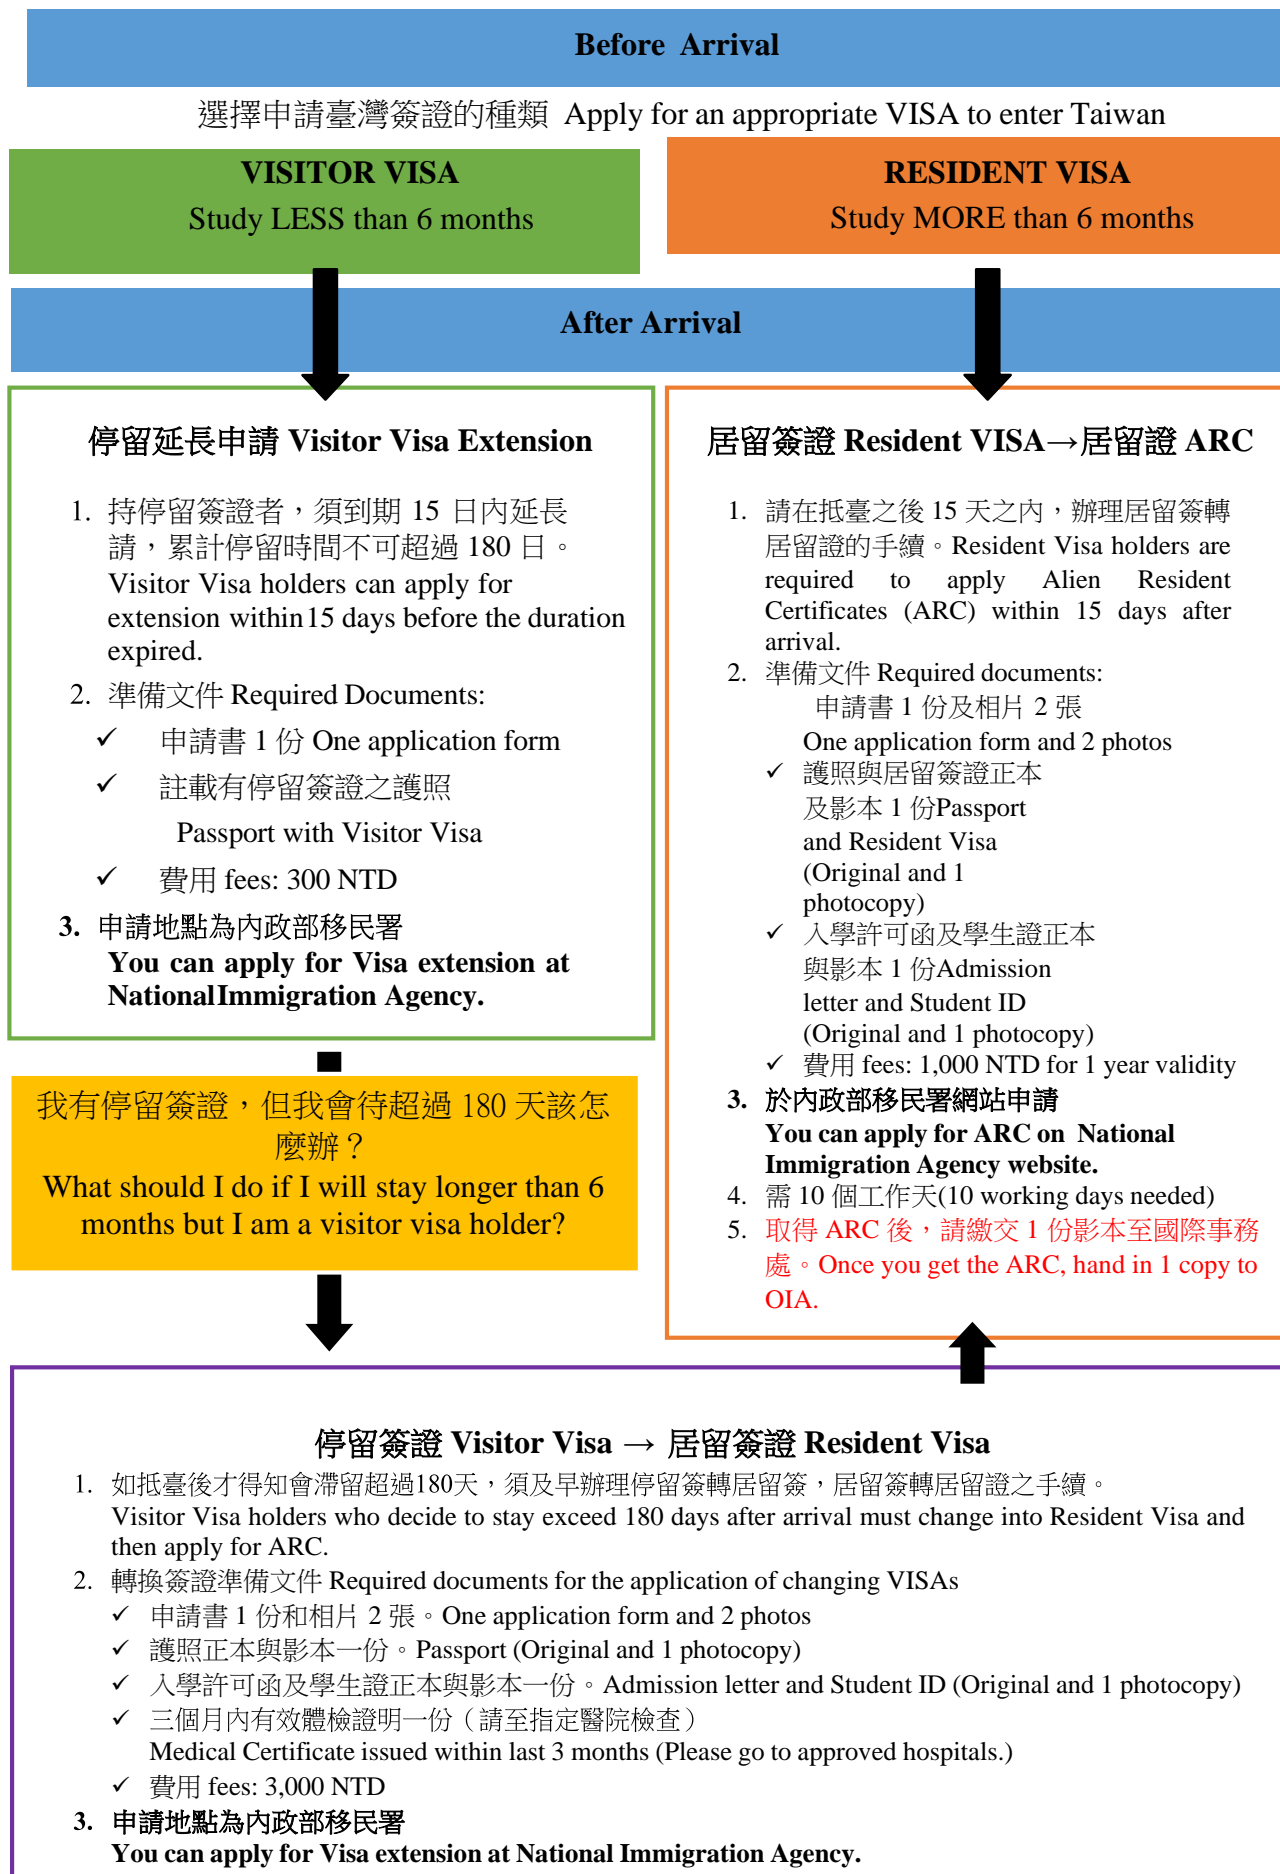 Before Arrival
選擇申請臺灣簽證的種類 Apply for an appropriate VISA to enter Taiwan
VISITOR VISA
Study LESS than 6 months
RESIDENT VISA
Study MORE than 6 months
After Arrival
停留延長申請 Visitor Visa Extension
1. 持停留簽證者，須到期 15 日內延長
請，累計停留時間不可超過 180 日。
Visitor Visa holders can apply for
extension within 15 days before the duration
expired.
2. 準備文件 Required Documents:
✓ 申請書 1 份 One application form
✓ 註載有停留簽證之護照
Passport with Visitor Visa
✓ 費用 fees: 300 NTD
3. 申請地點為內政部移民署
You can apply for Visa extension at
NationalImmigration Agency.
居留簽證 Resident VISA→居留證 ARC
1. 請在抵臺之後 15 天之內，辦理居留簽轉
居留證的手續。Resident Visa holders are
required to apply Alien Resident
Certificates (ARC) within 15 days after
arrival.
2. 準備文件 Required documents:
申請書 1 份及相片 2 張
One application form and 2 photos
✓ 護照與居留簽證正本
及影本 1 份Passport
and Resident Visa
(Original and 1
photocopy)
✓ 入學許可函及學生證正本
與影本 1 份Admission
letter and Student ID
(Original and 1 photocopy)
✓ 費用 fees: 1,000 NTD for 1 year validity
3. 於內政部移民署網站申請
You can apply for ARC on National
Immigration Agency website.
4. 需 10 個工作天(10 working days needed)
5. 取得 ARC 後，請繳交 1 份影本至國際事務
處。Once you get the ARC, hand in 1 copy to
OIA.
我有停留簽證，但我會待超過 180 天該怎
麼辦？
What should I do if I will stay longer than 6
months but I am a visitor visa holder?
停留簽證 Visitor Visa → 居留簽證 Resident Visa
1. 如抵臺後才得知會滯留超過180天，須及早辦理停留簽轉居留簽，居留簽轉居留證之手續。
Visitor Visa holders who decide to stay exceed 180 days after arrival must change into Resident Visa and
then apply for ARC.
2. 轉換簽證準備文件 Required documents for the application of changing VISAs
✓ 申請書 1 份和相片 2 張。One application form and 2 photos
✓ 護照正本與影本一份。Passport (Original and 1 photocopy)
✓ 入學許可函及學生證正本與影本一份。Admission letter and Student ID (Original and 1 photocopy)
✓ 三個月內有效體檢證明一份（請至指定醫院檢查）
Medical Certificate issued within last 3 months (Please go to approved hospitals.)
✓ 費用 fees: 3,000 NTD
3. 申請地點為內政部移民署
You can apply for Visa extension at National Immigration Agency.